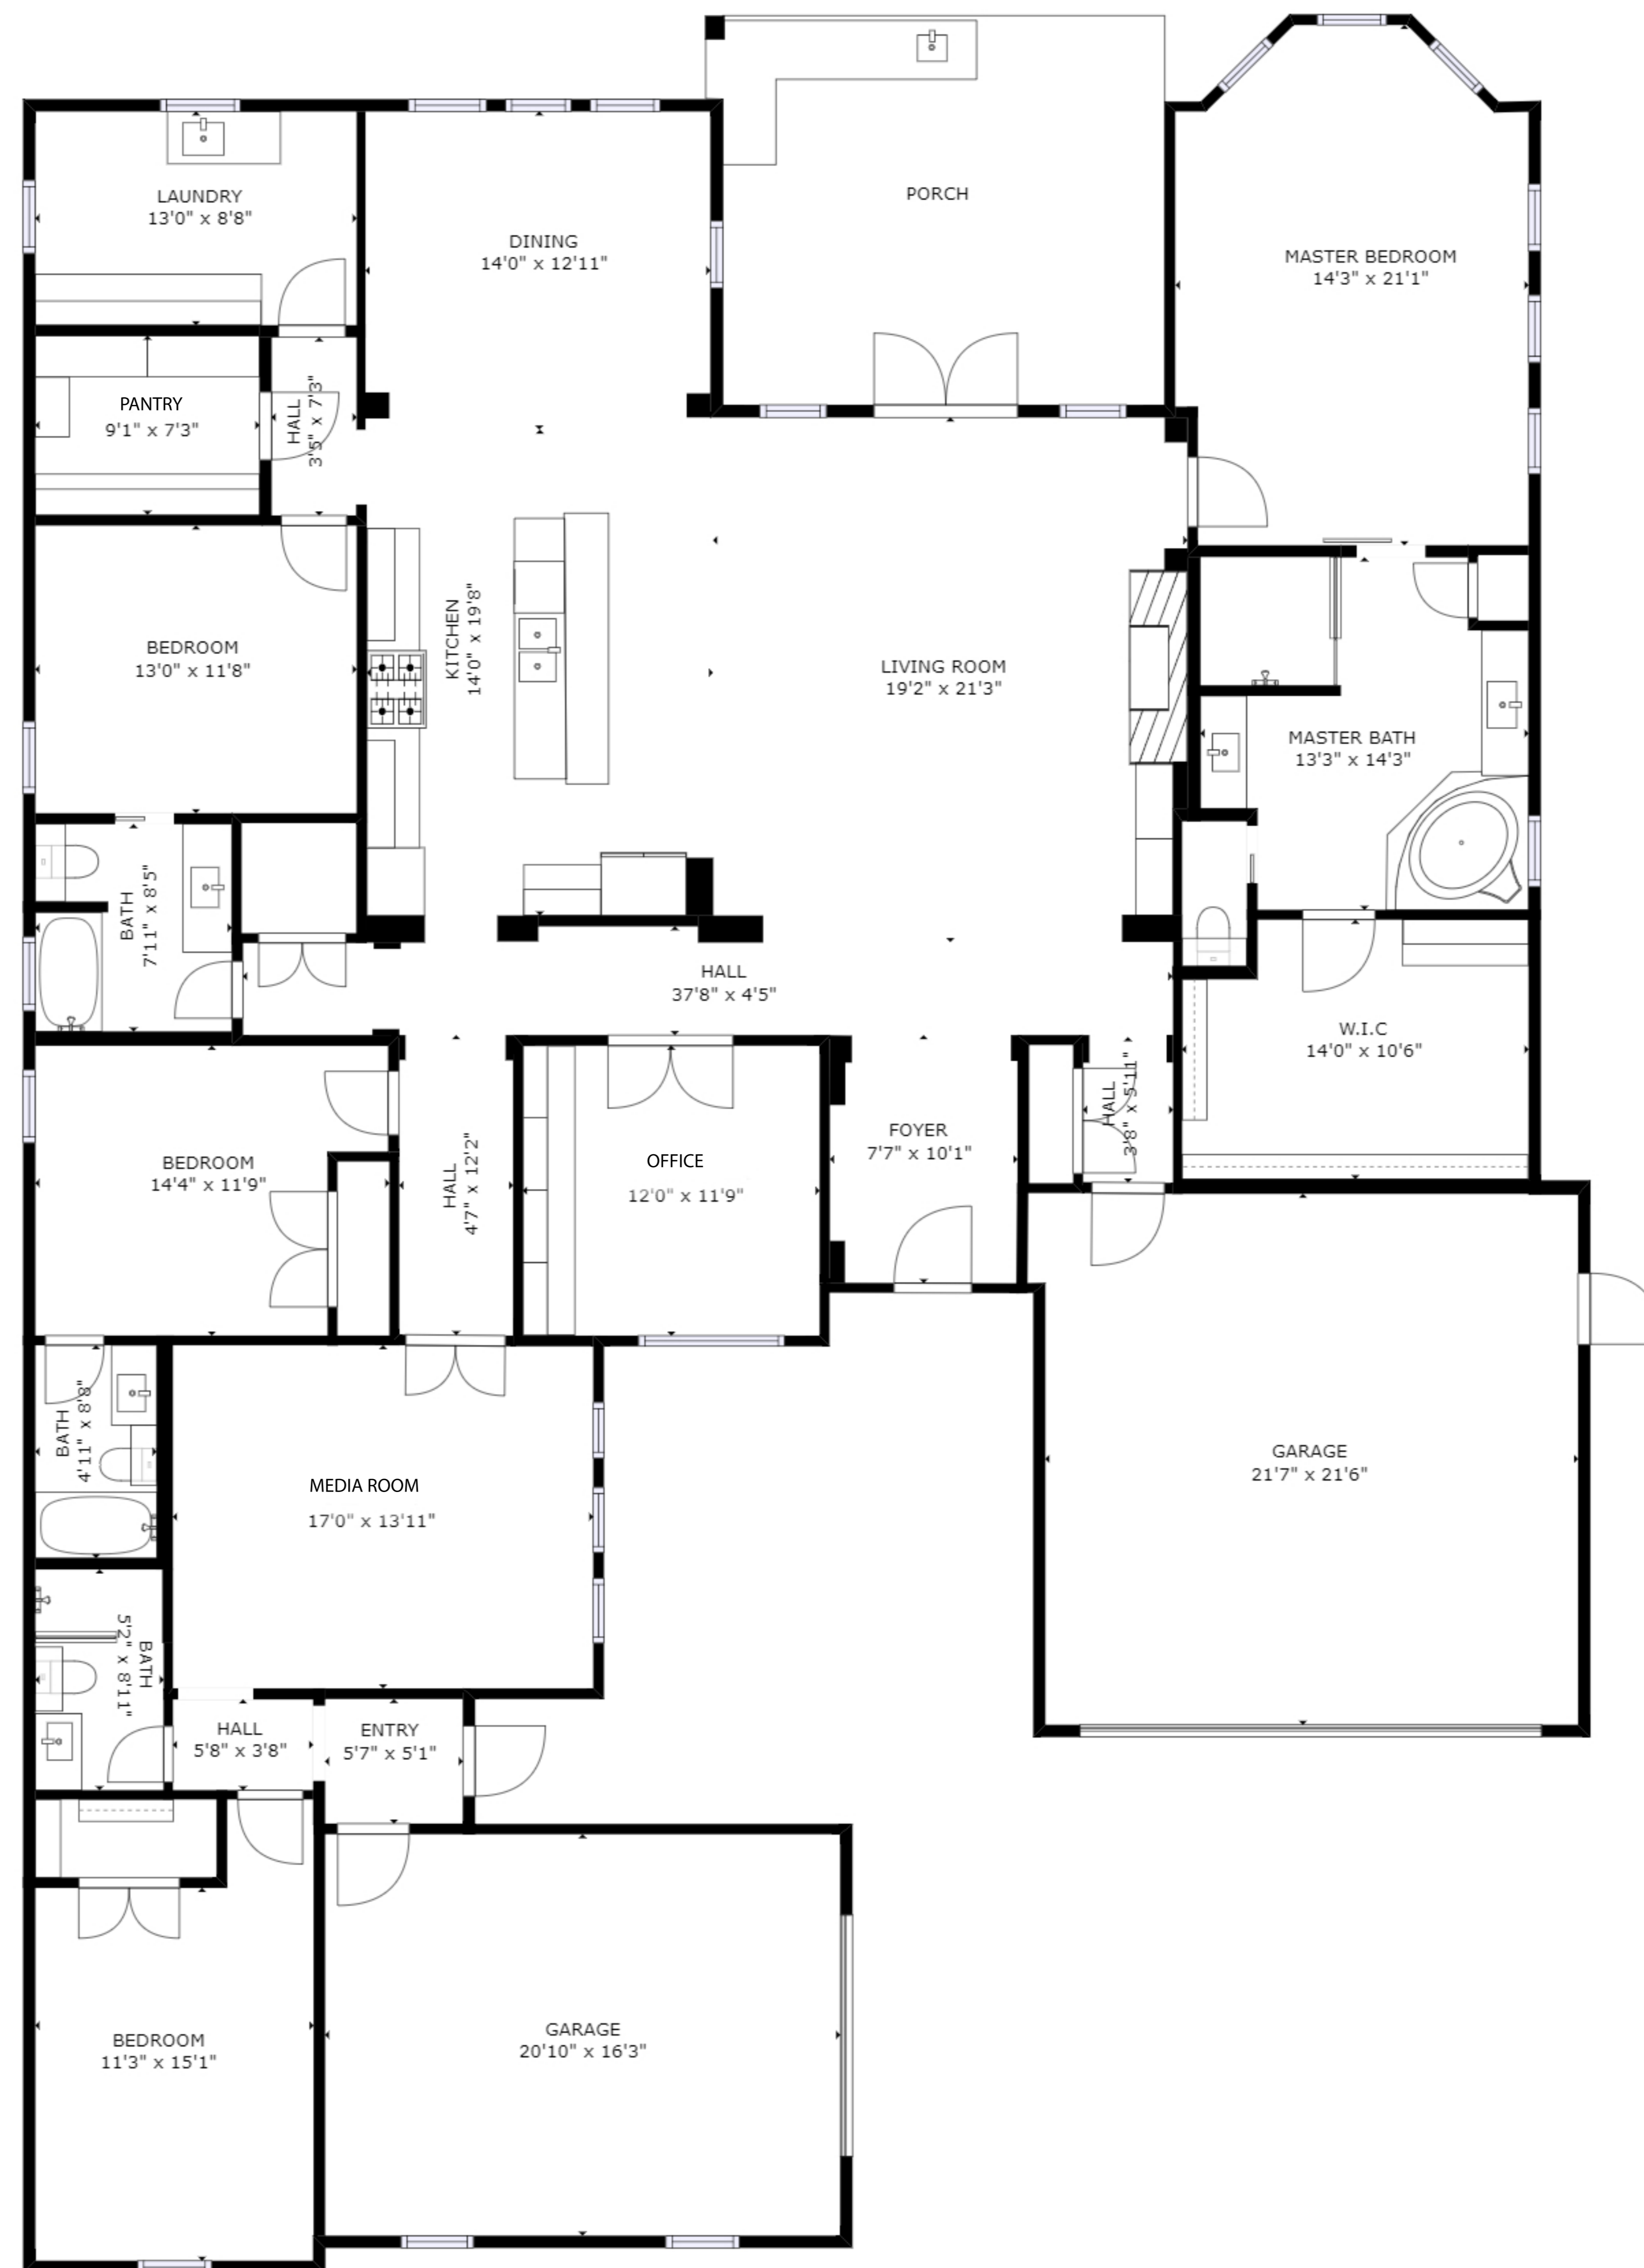 LAUNDRY
13'0" x 8'8"
DINING
14'0" x 12'11"
PORCH
MASTER BEDROOM
14'3" x 21'1"
PANTRY
9'1" x 7'3"
HALL
3'5" x 7'3"
BEDROOM
13'0" x 11'8"
KITCHEN
14'0" x 19'8"
LIVING ROOM
19'2" x 21'3"
MASTER BATH
13'3" x 14'3"
BATH
7'11" x 8'5"
HALL
37'8" x 4'5"
W.I.C
14'0" x 10'6"
BEDROOM
14'4" x 11'9"
HALL
4'7" x 12'2"
OFFICE
12'0" x 11'9"
FOYER
7'7" x 10'1"
HALL
3'8" x 5'11"
BATH
4'11" x 8'8"
MEDIA ROOM
17'0" x 13'11"
GARAGE
21'7" x 21'6"
BATH
5'2" x 8'11"
HALL
5'8" x 3'8"
ENTRY
5'7" x 5'1"
BEDROOM
11'3" x 15'1"
GARAGE
20'10" x 16'3"